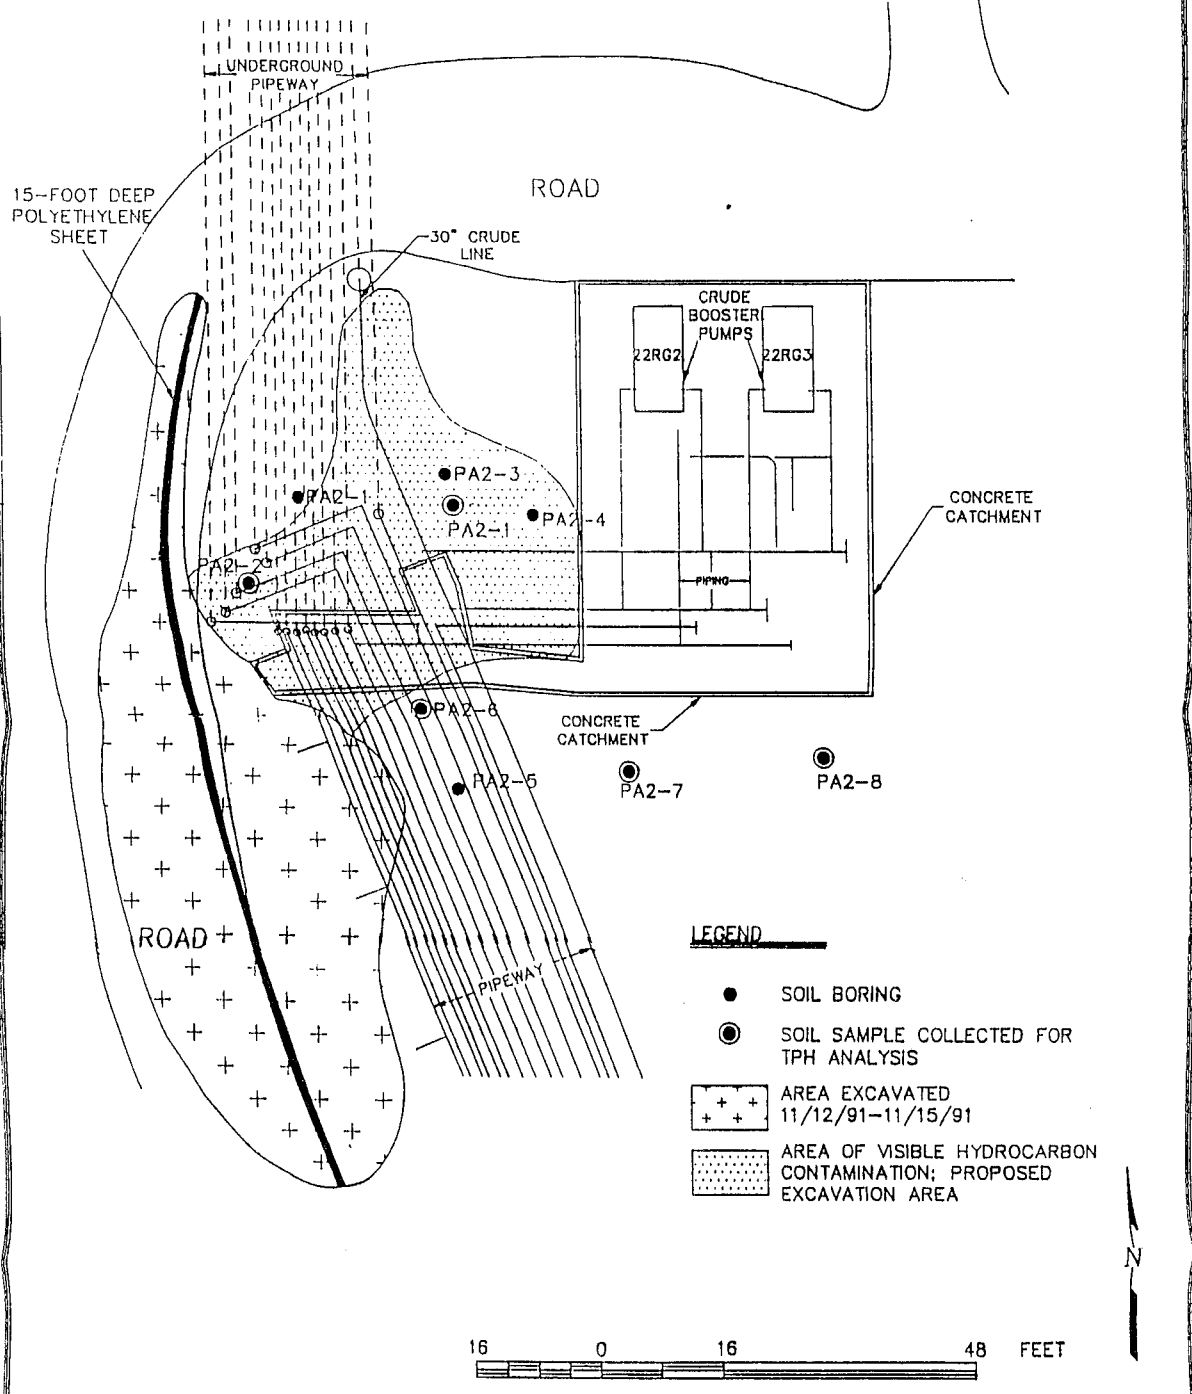 UNDERGROUND
PIPEWAY
15-FOOT DEEP
POLYETHYLENE
SHEET
ROAD
30" CRUDE
LINE
CRUDE
BOOSTER
PUMPS
22RG2
22RG3
PA2-3
PA2-1
PA2-1
PA2-4
CONCRETE
CATCHMENT
PA2-2
PIPING
PA2-6
CONCRETE
CATCHMENT
PA2-5
PA2-7
PA2-8
ROAD
PIPEWAY
LEGEND
SOIL BORING
SOIL SAMPLE COLLECTED FOR
TPH ANALYSIS
AREA EXCAVATED
11/12/91-11/15/91
AREA OF VISIBLE HYDROCARBON
CONTAMINATION; PROPOSED
EXCAVATION AREA
N
16 0 16 48 FEET